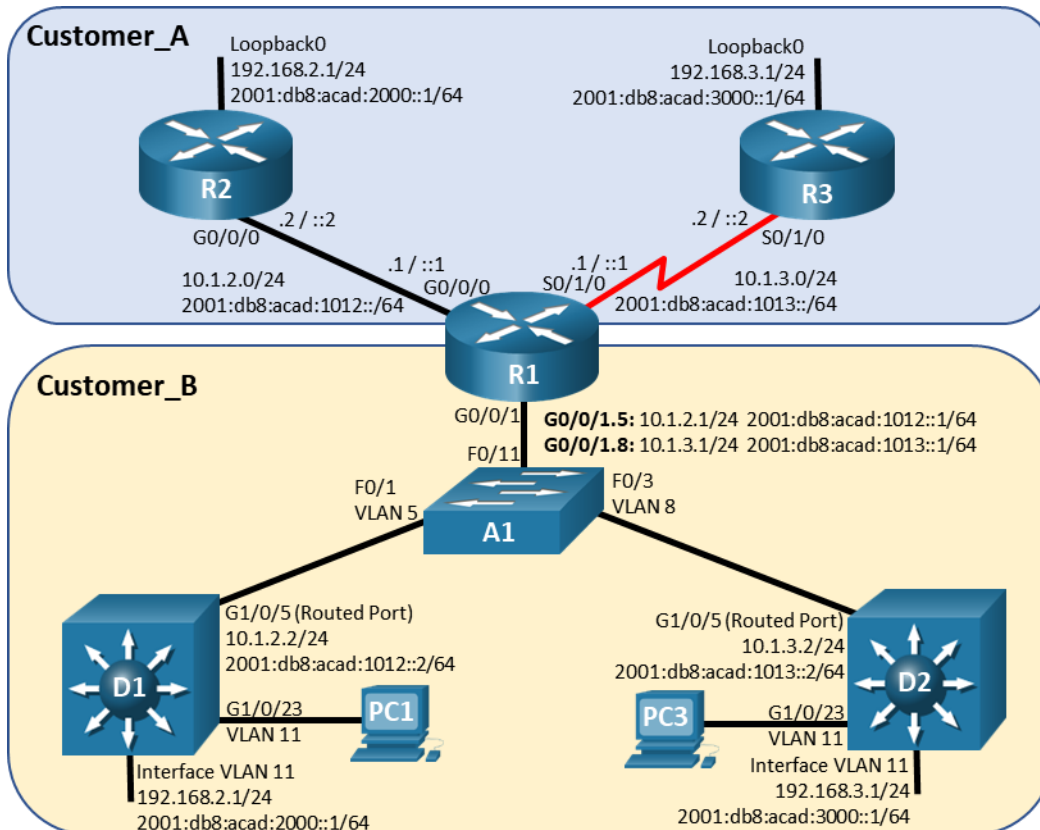 Customer_A
Loopback0
192.168.2.1/24
2001:db8:acad:2000::1/64
Loopback0
192.168.3.1/24
2001:db8:acad:3000::1/64
R2
R3
.2 / ::2
G0/0/0
.2 / ::2
S0/1/0
10.1.2.0/24
2001:db8:acad:1012::/64
.1 / ::1
G0/0/0
.1 / ::1
S0/1/0
10.1.3.0/24
2001:db8:acad:1013::/64
R1
Customer_B
G0/0/1
G0/0/1.5: 10.1.2.1/24 2001:db8:acad:1012::1/64
G0/0/1.8: 10.1.3.1/24 2001:db8:acad:1013::1/64
F0/11
F0/1
VLAN 5
F0/3
VLAN 8
A1
G1/0/5 (Routed Port)
10.1.2.2/24
2001:db8:acad:1012::2/64
G1/0/5 (Routed Port)
10.1.3.2/24
2001:db8:acad:1013::2/64
D1
D2
G1/0/23
VLAN 11
PC1
PC3
G1/0/23
VLAN 11
Interface VLAN 11
192.168.2.1/24
2001:db8:acad:2000::1/64
Interface VLAN 11
192.168.3.1/24
2001:db8:acad:3000::1/64